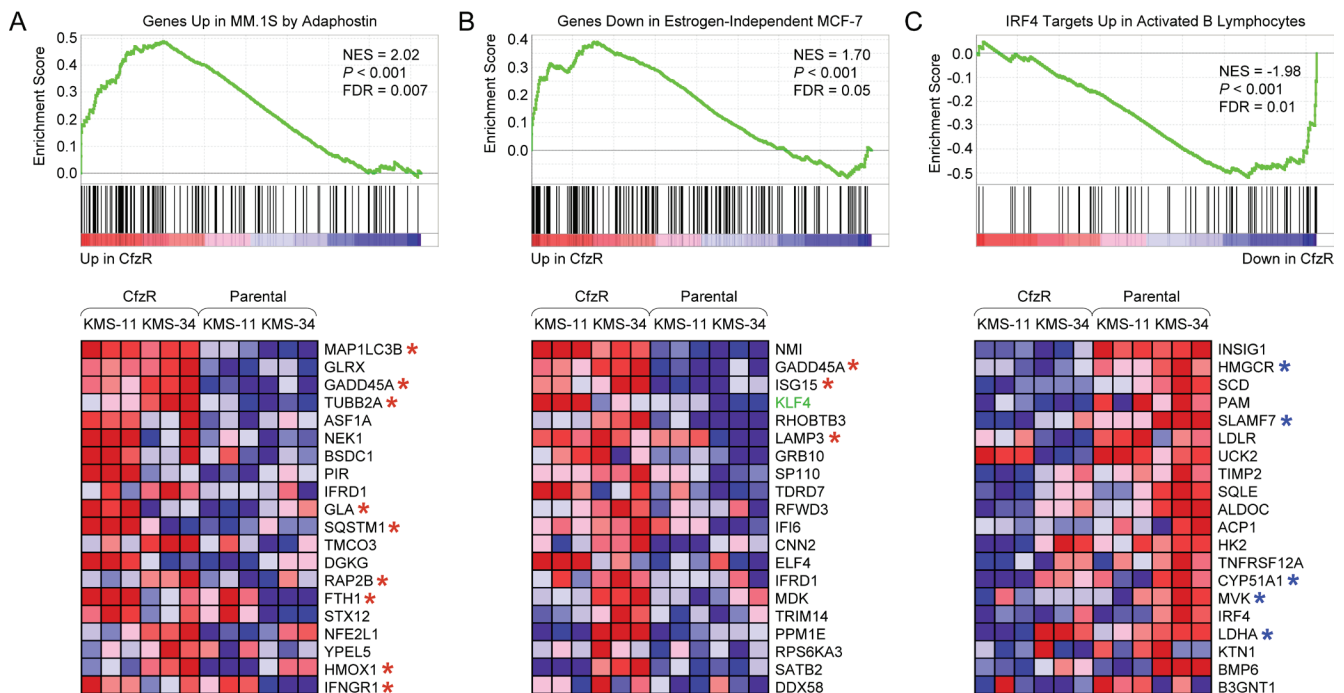 A
Genes Up in MM.1S by Adaphostin
Enrichment Score
0.5
0.4
0.3
0.2
0.1
0.0
NES = 2.02
P < 0.001
FDR = 0.007
Up in CfzR
CfzR Parental
KMS-11 KMS-34 KMS-11 KMS-34
MAP1LC3B *
GLRX
GADD45A *
TUBB2A *
ASF1A
NEK1
BSDC1
PIR
IFRD1
GLA *
SQSTM1 *
TMCO3
DGKG
RAP2B *
FTH1 *
STX12
NFE2L1
YPEL5
HMOX1 *
IFNGR1 *
B
Genes Down in Estrogen-Independent MCF-7
Enrichment Score
0.4
0.3
0.2
0.1
0.0
NES = 1.70
P < 0.001
FDR = 0.05
Up in CfzR
CfzR Parental
KMS-11 KMS-34 KMS-11 KMS-34
NMI
GADD45A *
ISG15 *
KLF4
RHOBTB3
LAMP3 *
GRB10
SP110
TDRD7
RFWD3
IFI6
CNN2
ELF4
IFRD1
MDK
TRIM14
PPM1E
RPS6KA3
SATB2
DDX58
C
IRF4 Targets Up in Activated B Lymphocytes
Enrichment Score
0.0
-0.1
-0.2
-0.3
-0.4
-0.5
NES = -1.98
P < 0.001
FDR = 0.01
Down in CfzR
CfzR Parental
KMS-11 KMS-34 KMS-11 KMS-34
INSIG1
HMGCR *
SCD
PAM
SLAMF7 *
LDLR
UCK2
TIMP2
SQLE
ALDOC
ACP1
HK2
TNFRSF12A
CYP51A1 *
MVK *
IRF4
LDHA *
KTN1
BMP6
B3GNT1